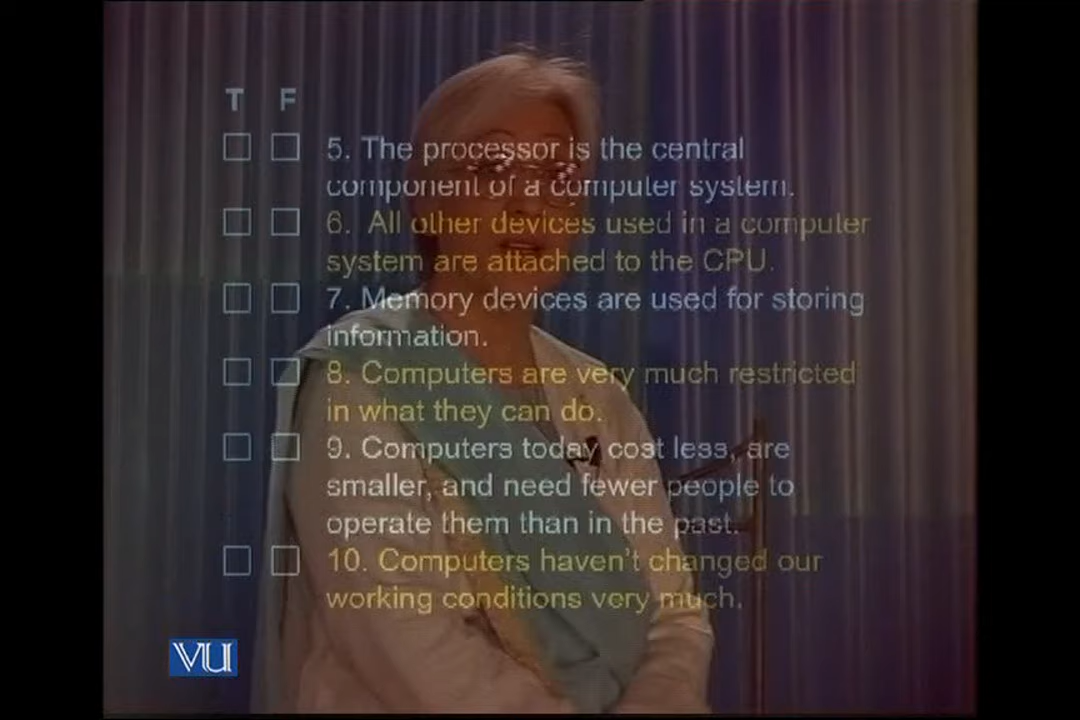 T F
5. The processor is the central
component of a computer system.
6. All other devices used in a computer
system are attached to the CPU.
7. Memory devices are used for storing
information.
8. Computers are very much restricted
in what they can do.
9. Computers today cost less, are
smaller, and need fewer people to
operate them than in the past.
10. Computers haven't changed our
working conditions very much.
VU